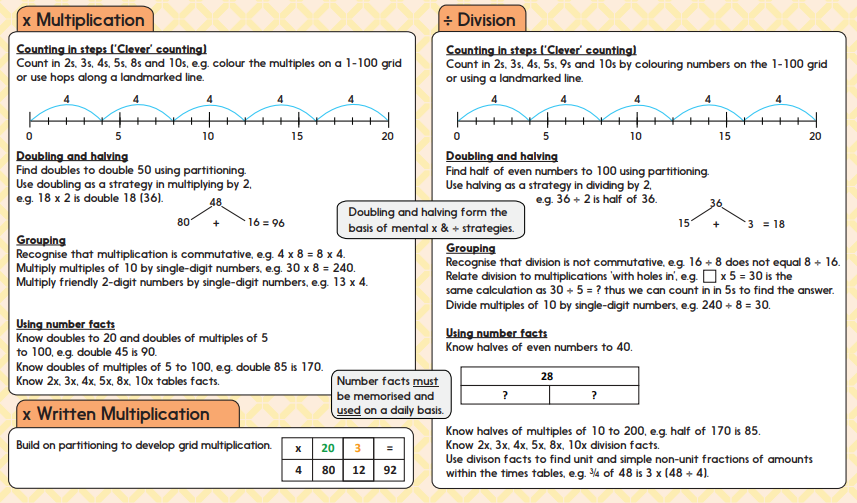 x Multiplication
Counting in steps ('Clever' counting)
Count in 2s, 3s, 4s, 5s, 8s and 10s, e.g. colour the multiples on a 1-100 grid
or use hops along a landmarked line.
4 4 4 4 4
0 5 10 15 20
Doubling and halving
Find doubles to double 50 using partitioning.
Use doubling as a strategy in multiplying by 2,
e.g. 18 x 2 is double 18 (36).
48
80 + 16 = 96
Grouping
Recognise that multiplication is commutative, e.g. 4 x 8 = 8 x 4.
Multiply multiples of 10 by single-digit numbers, e.g. 30 x 8 = 240.
Multiply friendly 2-digit numbers by single-digit numbers, e.g. 13 x 4.
Using number facts
Know doubles to 20 and doubles of multiples of 5
to 100, e.g. double 45 is 90.
Know doubles of multiples of 5 to 100, e.g. double 85 is 170.
Know 2x, 3x, 4x, 5x, 8x, 10x tables facts.
x Written Multiplication
Build on partitioning to develop grid multiplication.
x 20 3 =
4 80 12 92
Doubling and halving form the
basis of mental x & ÷ strategies.
Number facts must
be memorised and
used on a daily basis.
÷ Division
Counting in steps ('Clever' counting)
Count in 2s, 3s, 4s, 5s, 9s and 10s by colouring numbers on the 1-100 grid
or using a landmarked line.
4 4 4 4 4
0 5 10 15 20
Doubling and halving
Find half of even numbers to 100 using partitioning.
Use halving as a strategy in dividing by 2,
e.g. 36 ÷ 2 is half of 36.
36
15 + 3 = 18
Grouping
Recognise that division is not commutative, e.g. 16 ÷ 8 does not equal 8 ÷ 16.
Relate division to multiplications 'with holes in', e.g. □ x 5 = 30 is the
same calculation as 30 ÷ 5 = ? thus we can count in in 5s to find the answer.
Divide multiples of 10 by single-digit numbers, e.g. 240 ÷ 8 = 30.
Using number facts
Know halves of even numbers to 40.
28
? ?
Know halves of multiples of 10 to 200, e.g. half of 170 is 85.
Know 2x, 3x, 4x, 5x, 8x, 10x division facts.
Use divison facts to find unit and simple non-unit fractions of amounts
within the times tables, e.g. ¾ of 48 is 3 x (48 ÷ 4).